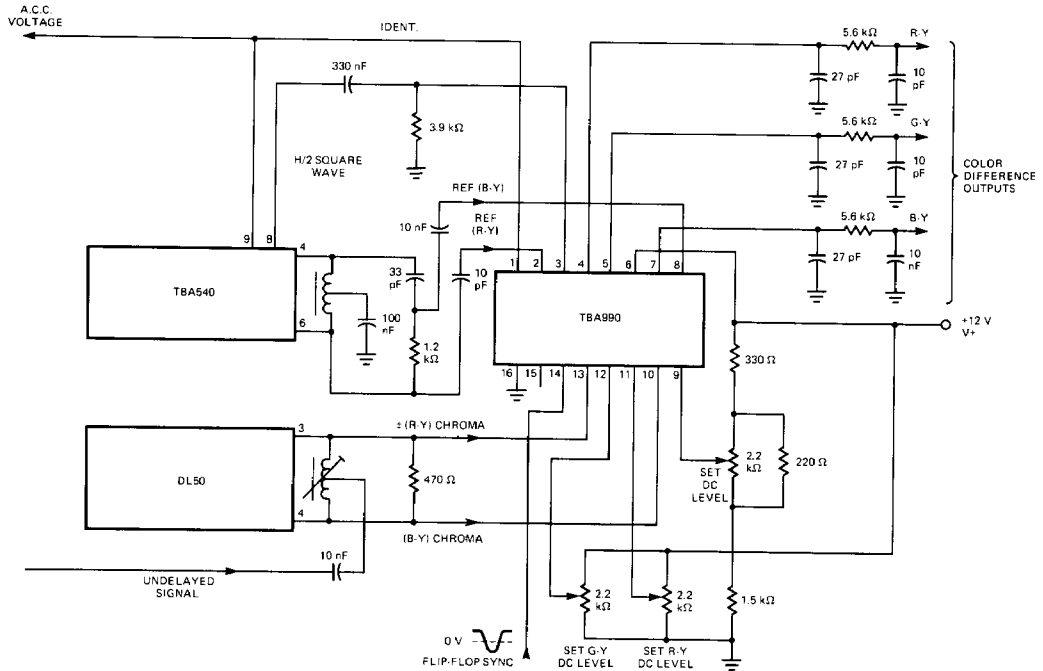 A.C.C.
VOLTAGE
IDENT.
330 nF
3.9 kΩ
H/2 SQUARE
WAVE
REF (B-Y)
REF
(R-Y)
10 nF
9
8
4
33
pF
10
pF
TBA540
100
nF
6
1.2
kΩ
1
2
3
4
5
6
7
8
TBA990
16
15
14
13
12
11
10
9
5.6 kΩ
R-Y
27 pF
10
pF
5.6 kΩ
G-Y
27 pF
10
pF
5.6 kΩ
B-Y
27 pF
10
nF
COLOR
DIFFERENCE
OUTPUTS
+12 V
V+
330 Ω
2.2
kΩ
220 Ω
SET
DC
LEVEL
3
± (R-Y) CHROMA
DL50
470 Ω
4
(B-Y) CHROMA
10 nF
UNDELAYED
SIGNAL
2.2
kΩ
2.2
kΩ
1.5 kΩ
0 V
FLIP-FLOP SYNC
SET G-Y
DC LEVEL
SET R-Y
DC LEVEL